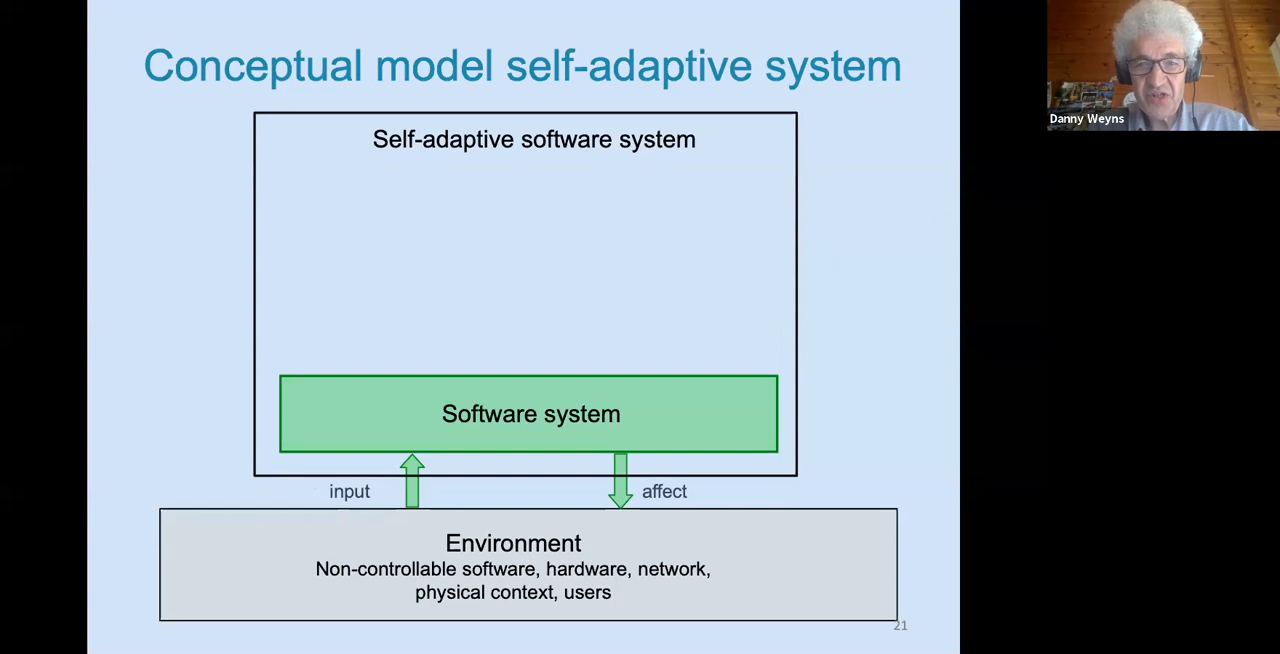 Conceptual model self-adaptive system
Self-adaptive software system
Software system
input
affect
Environment
Non-controllable software, hardware, network,
physical context, users
21
Danny Weyns